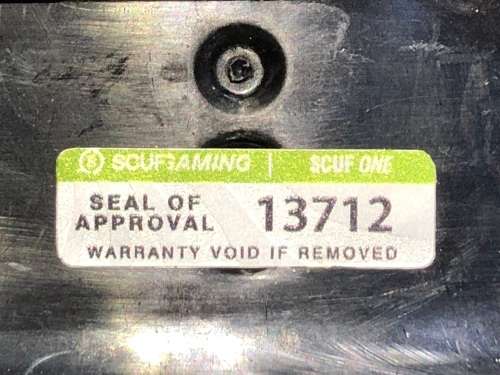 SCUFGAMING | SCUF ONE
SEAL OF
APPROVAL 13712
WARRANTY VOID IF REMOVED